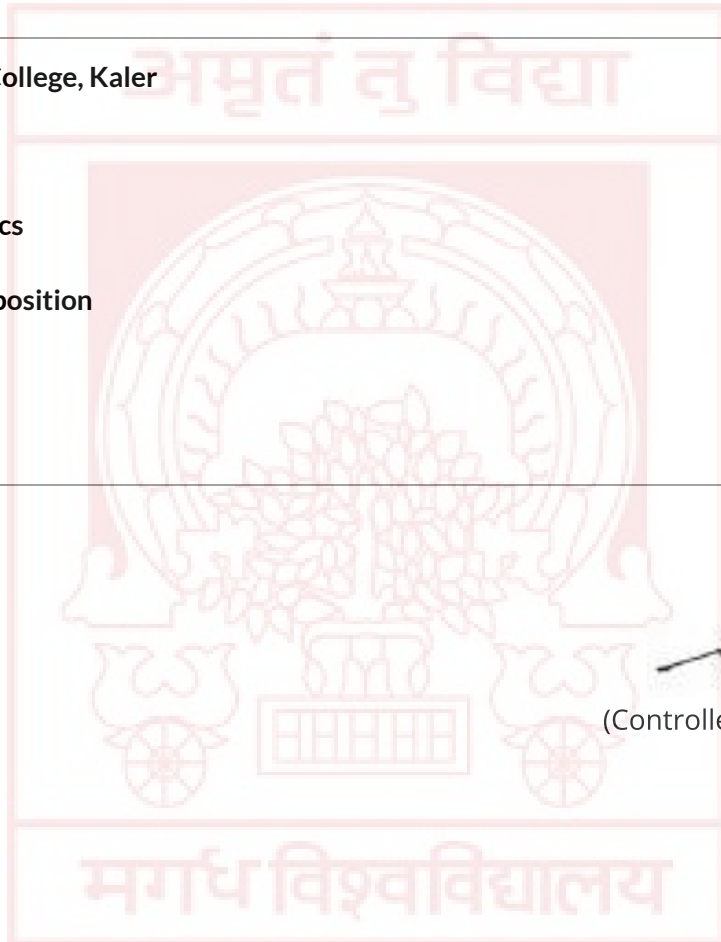 अमृतं तु विद्या
College, Kaler
cs
position
(Controlle
मगध विश्वविद्यालय